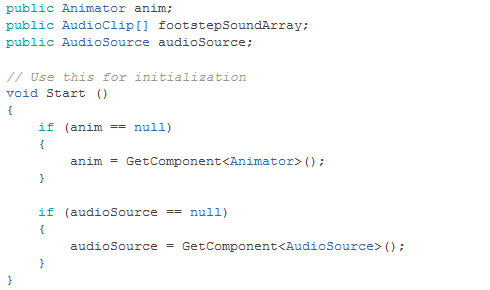 public Animator anim;
public AudioClip[] footstepSoundArray;
public AudioSource audioSource;
// Use this for initialization
void Start ()
{
if (anim == null)
{
anim = GetComponent<Animator>();
}
if (audioSource == null)
{
audioSource = GetComponent<AudioSource>();
}
}